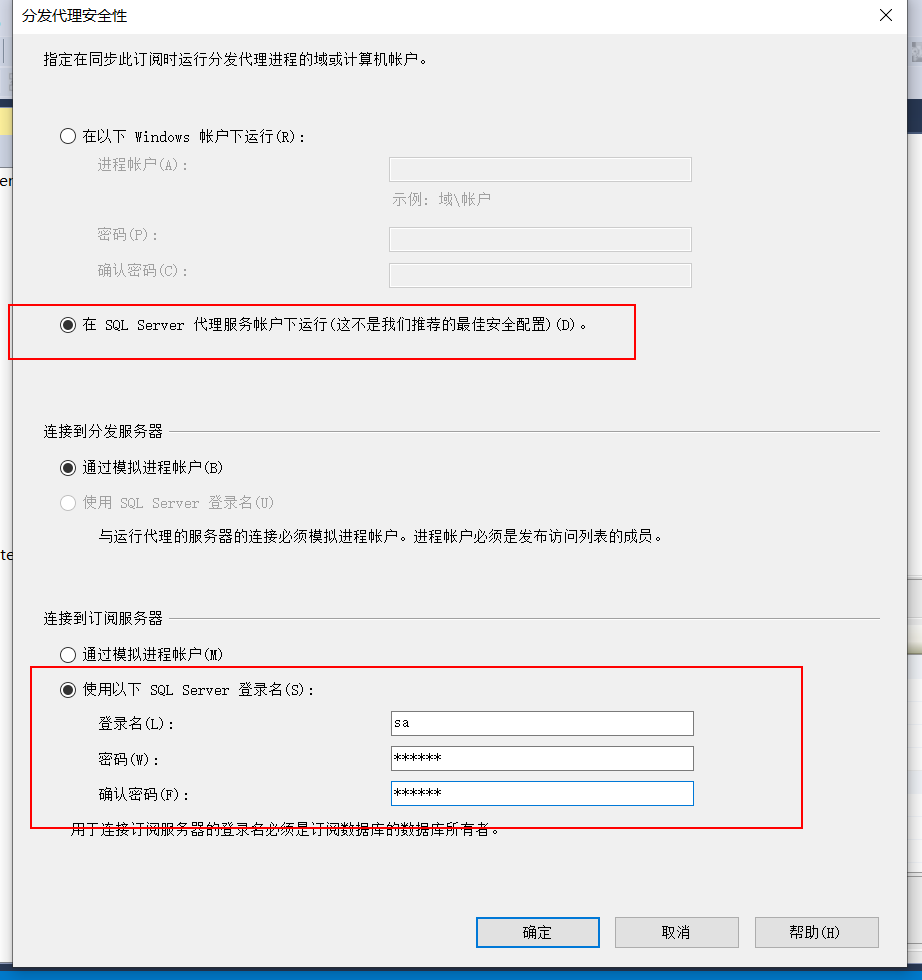 分发代理安全性
指定在同步此订阅时运行分发代理进程的域或计算机帐户。
在以下 Windows 帐户下运行(R):
进程帐户(A):
示例: 域\帐户
密码(P):
确认密码(C):
在 SQL Server 代理服务帐户下运行(这不是我们推荐的最佳安全配置)(D)。
连接到分发服务器
通过模拟进程帐户(B)
使用 SQL Server 登录名(U)
与运行代理的服务器的连接必须模拟进程帐户。进程帐户必须是发布访问列表的成员。
连接到订阅服务器
通过模拟进程帐户(M)
使用以下 SQL Server 登录名(S):
登录名(L): sa
密码(W): ******
确认密码(F): ******
用于连接订阅服务器的登录名必须是订阅数据库的数据库所有者。
确定 取消 帮助(H)